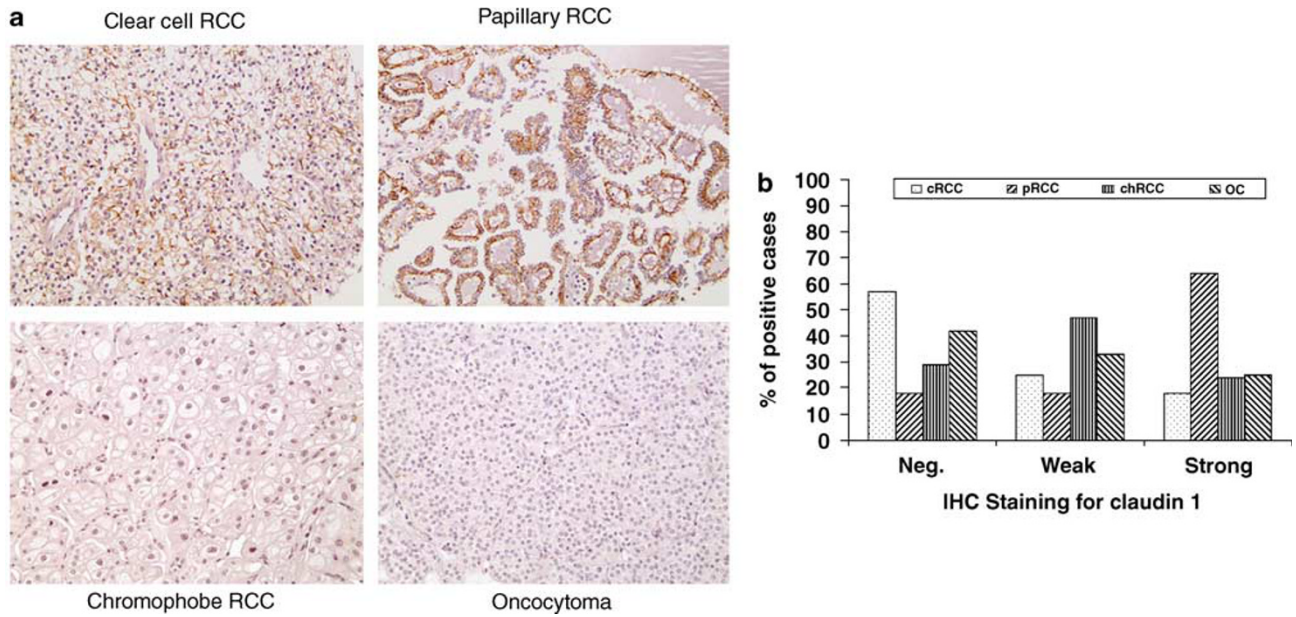 a
Clear cell RCC
Papillary RCC
Chromophobe RCC
Oncocytoma
b
cRCC pRCC chRCC OC
% of positive cases
100
90
80
70
60
50
40
30
20
10
0
Neg. Weak Strong
IHC Staining for claudin 1